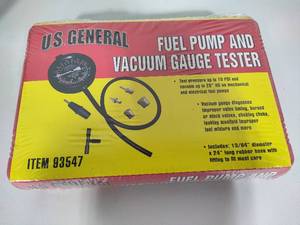 U.S. GENERAL
FUEL PUMP AND
VACUUM GAUGE TESTER
• Test pressure up to 10 PSI and
vacuum up to 28" HG on mechanical
and electrical fuel pumps
• Vacuum gauge diagnoses
improper valve timing, burned
or stuck valves, sticking choke,
leaking manifold improper
fuel mixture and more
• Includes: 13/64" diameter
x 24" long rubber hose with
fitting to fit most cars
ITEM 93547
FUEL PUMP AND